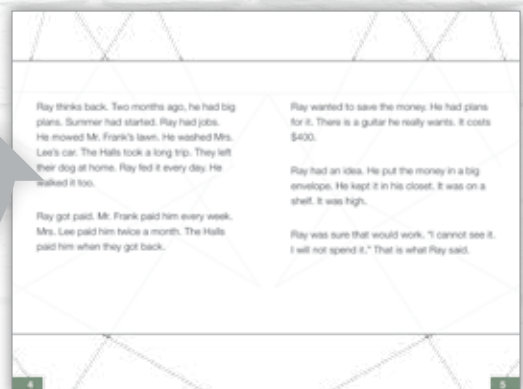 Ray thinks back. Two months ago, he had big
plans. Summer had started. Ray had jobs.
He mowed Mr. Frank's lawn. He washed Mrs.
Lee's car. The Halls took a long trip. They left
their dog at home. Ray fed it every day. He
walked it too.
Ray got paid. Mr. Frank paid him every week.
Mrs. Lee paid him twice a month. The Halls
paid him when they got back.
4
Ray wanted to save the money. He had plans
for it. There is a guitar he really wants. It costs
$400.
Ray had an idea. He put the money in a big
envelope. He kept it in his closet. It was on a
shelf. It was high.
Ray was sure that would work. "I cannot see it.
I will not spend it." That is what Ray said.
5